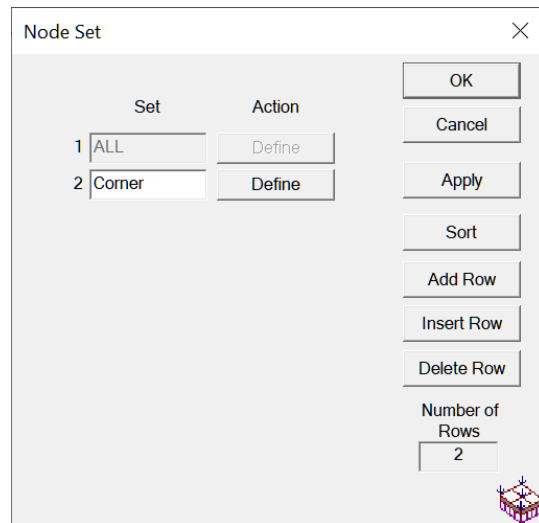 Node Set
OK
Set Action
Cancel
1 ALL Define
2 Corner Define
Apply
Sort
Add Row
Insert Row
Delete Row
Number of
Rows
2